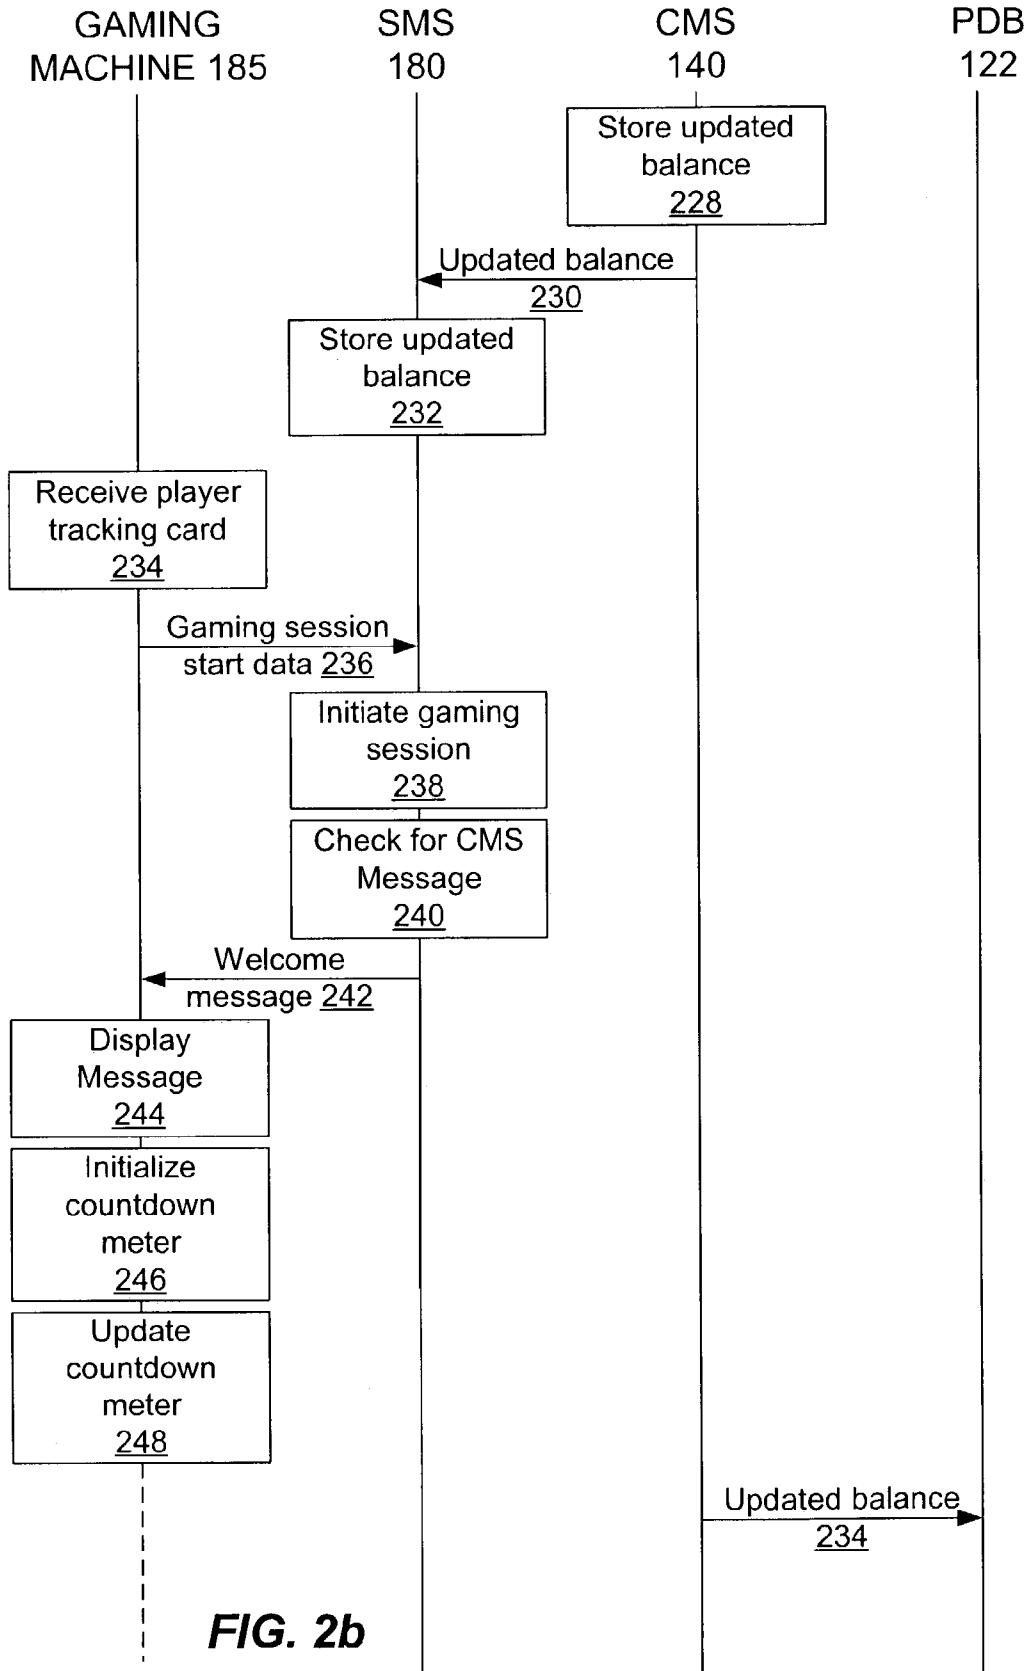 GAMING
MACHINE 185
SMS
180
CMS
140
PDB
122
Store updated
balance
228
Updated balance
230
Store updated
balance
232
Receive player
tracking card
234
Gaming session
start data 236
Initiate gaming
session
238
Check for CMS
Message
240
Welcome
message 242
Display
Message
244
Initialize
countdown
meter
246
Update
countdown
meter
248
Updated balance
234
FIG. 2b